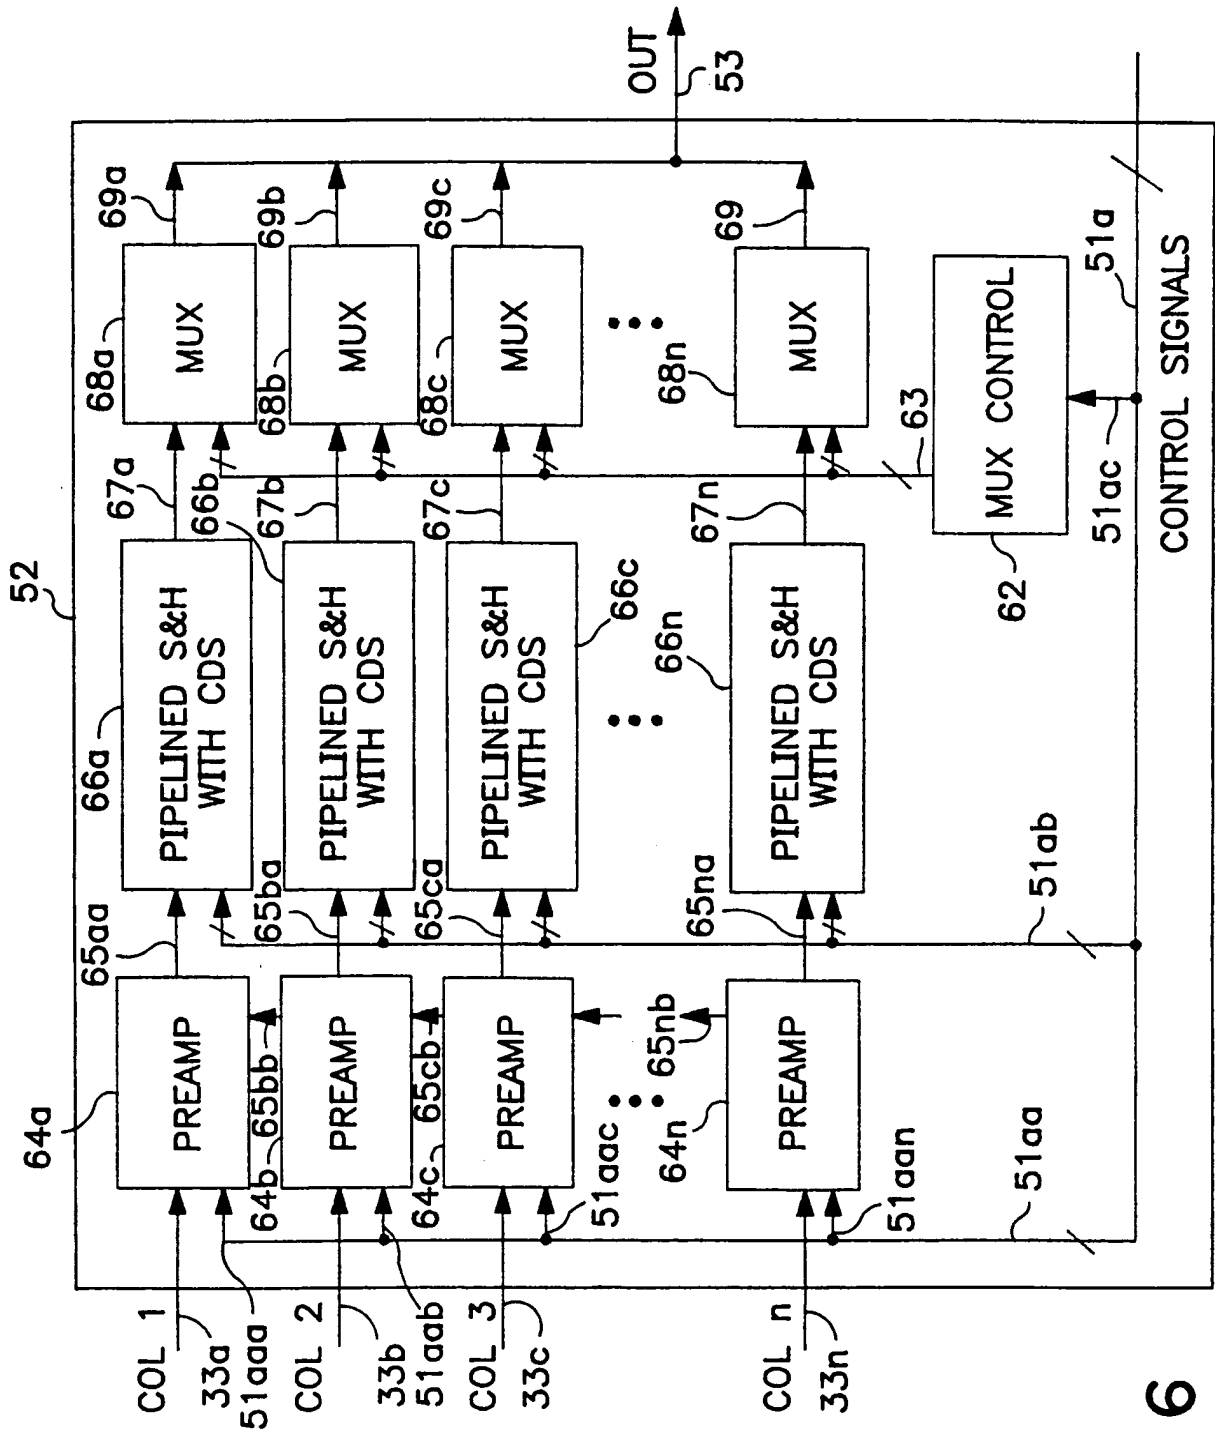 52
OUT
53
COL 1
33a
51aaa
64a
PREAMP
65aa
66a
PIPELINED S&H
WITH CDS
67a
68a
MUX
69a
COL 2
33b
51aab
64b
65bb
PREAMP
65ba
66b
PIPELINED S&H
WITH CDS
67b
68b
MUX
69b
COL 3
33c
51aac
64c
65cb
PREAMP
65ca
66c
PIPELINED S&H
WITH CDS
67c
68c
MUX
69c
COL n
33n
51aan
64n
65nb
PREAMP
65na
66n
PIPELINED S&H
WITH CDS
67n
68n
MUX
69
51aa
51ab
62
MUX CONTROL
63
51ac
51a
CONTROL SIGNALS
6